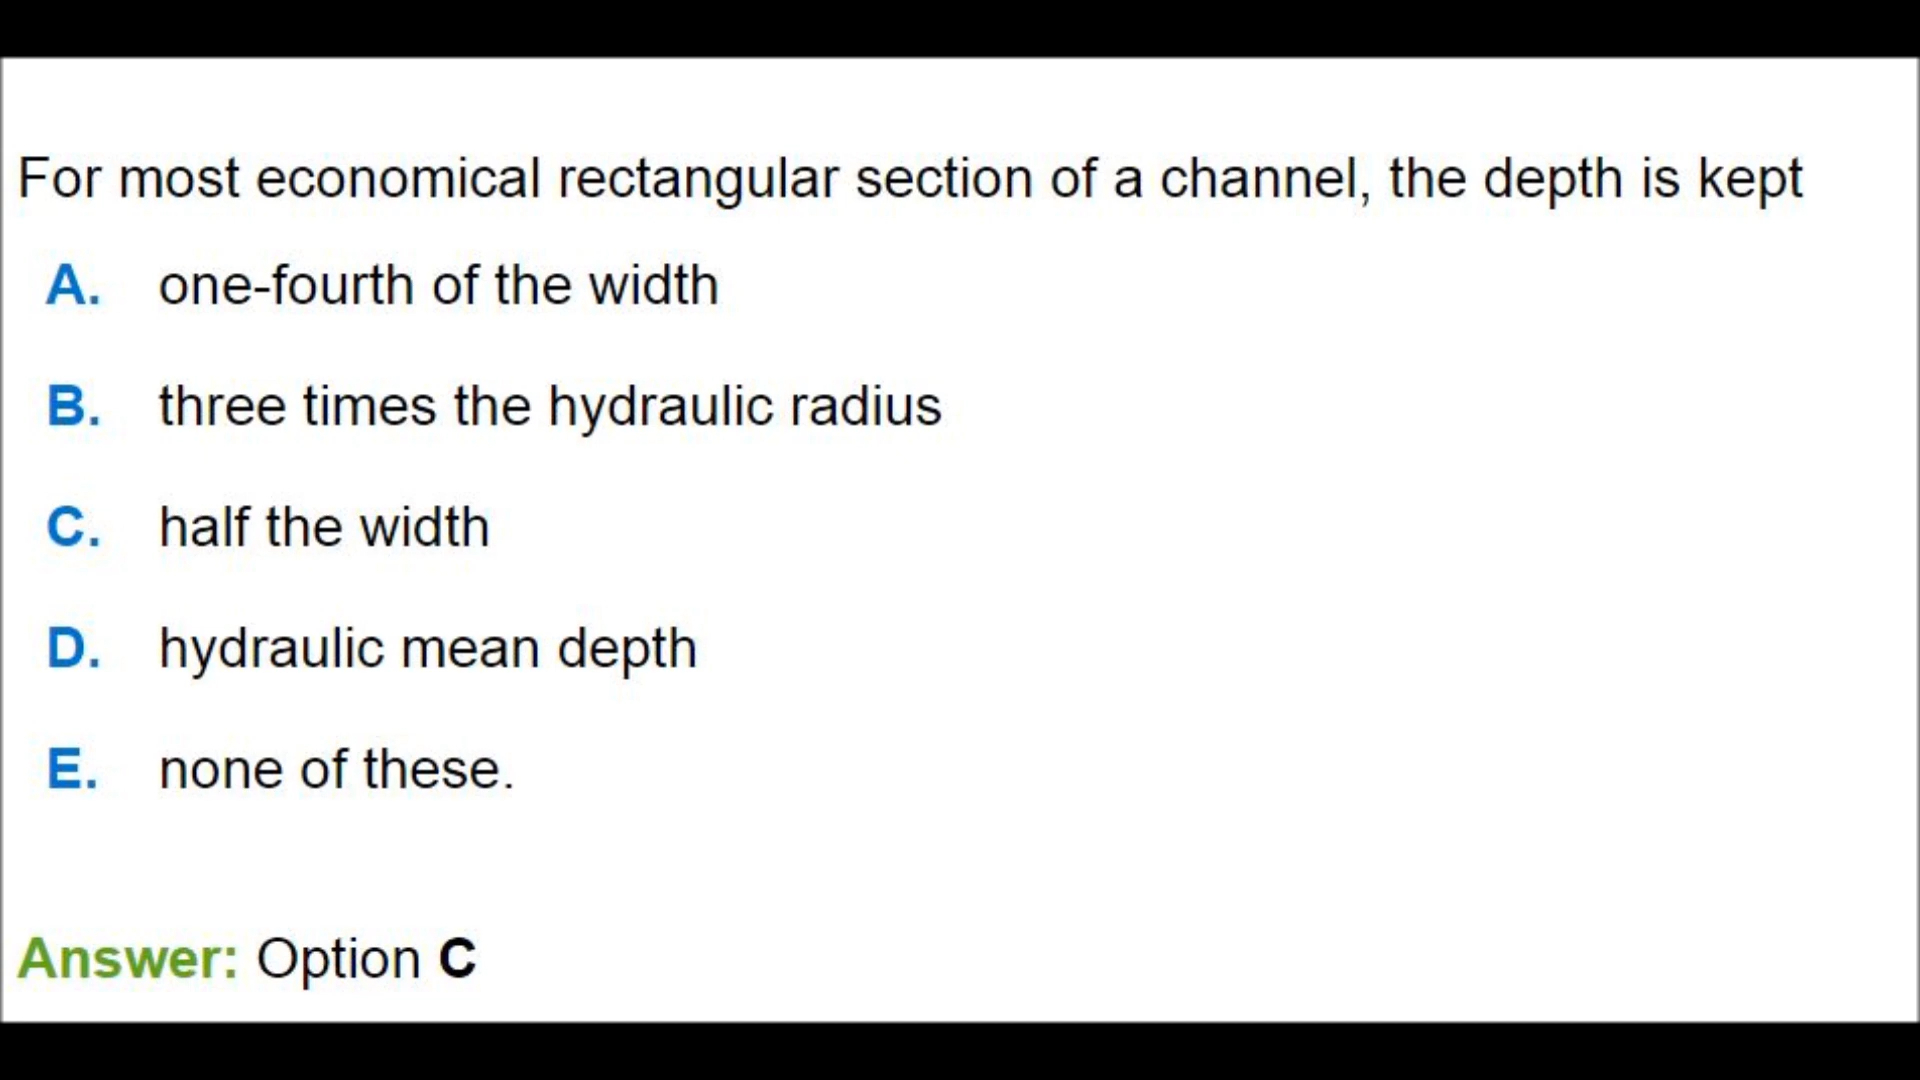 For most economical rectangular section of a channel, the depth is kept
A. one-fourth of the width
B. three times the hydraulic radius
C. half the width
D. hydraulic mean depth
E. none of these.
Answer: Option C